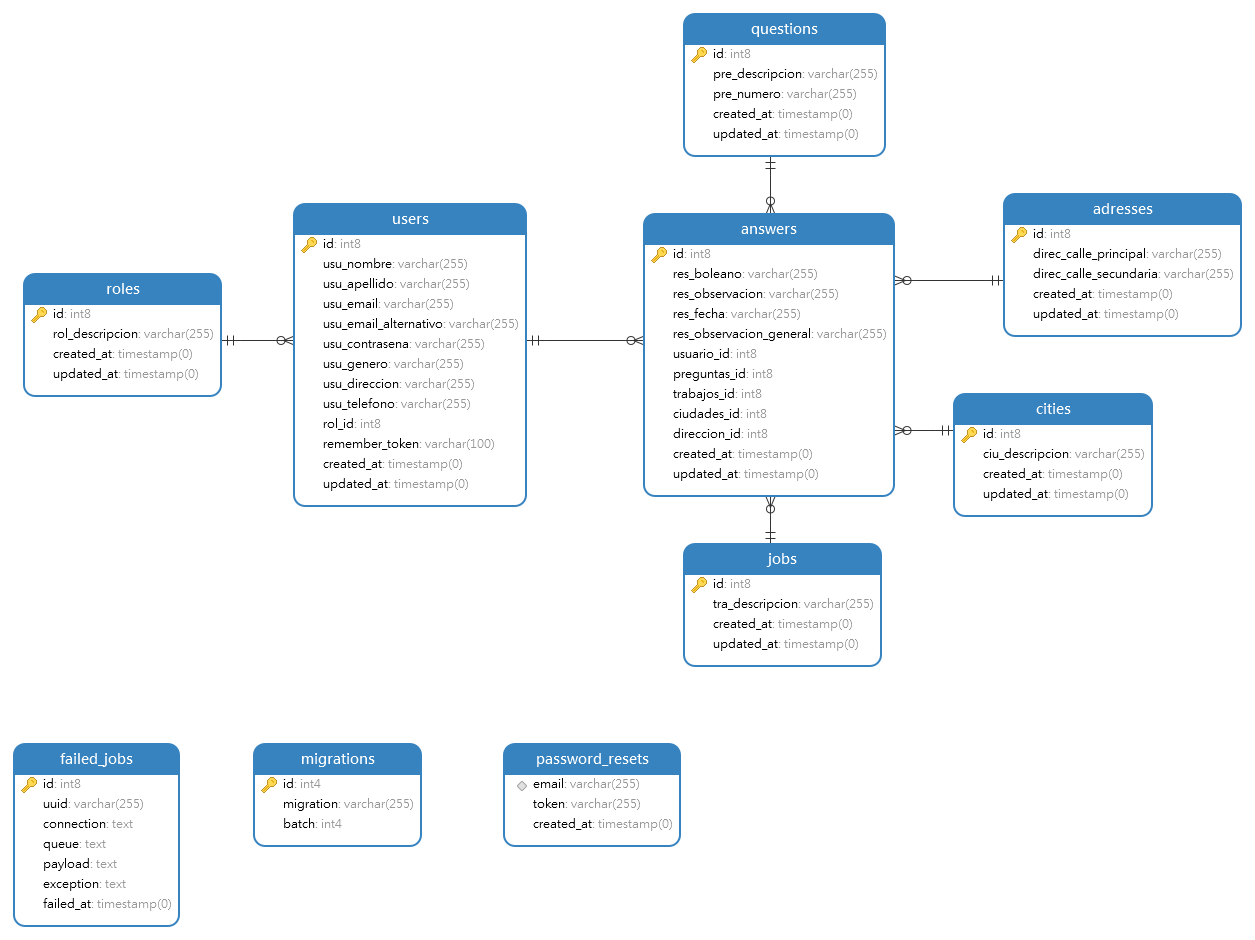 questions
id: int8
pre_descripcion: varchar(255)
pre_numero: varchar(255)
created_at: timestamp(0)
updated_at: timestamp(0)
roles
id: int8
rol_descripcion: varchar(255)
created_at: timestamp(0)
updated_at: timestamp(0)
users
id: int8
usu_nombre: varchar(255)
usu_apellido: varchar(255)
usu_email: varchar(255)
usu_email_alternativo: varchar(255)
usu_contrasena: varchar(255)
usu_genero: varchar(255)
usu_direccion: varchar(255)
usu_telefono: varchar(255)
rol_id: int8
remember_token: varchar(100)
created_at: timestamp(0)
updated_at: timestamp(0)
answers
id: int8
res_boleano: varchar(255)
res_observacion: varchar(255)
res_fecha: varchar(255)
res_observacion_general: varchar(255)
usuario_id: int8
preguntas_id: int8
trabajos_id: int8
ciudades_id: int8
direccion_id: int8
created_at: timestamp(0)
updated_at: timestamp(0)
adresses
id: int8
direc_calle_principal: varchar(255)
direc_calle_secundaria: varchar(255)
created_at: timestamp(0)
updated_at: timestamp(0)
cities
id: int8
ciu_descripcion: varchar(255)
created_at: timestamp(0)
updated_at: timestamp(0)
jobs
id: int8
tra_descripcion: varchar(255)
created_at: timestamp(0)
updated_at: timestamp(0)
failed_jobs
id: int8
uuid: varchar(255)
connection: text
queue: text
payload: text
exception: text
failed_at: timestamp(0)
migrations
id: int4
migration: varchar(255)
batch: int4
password_resets
email: varchar(255)
token: varchar(255)
created_at: timestamp(0)